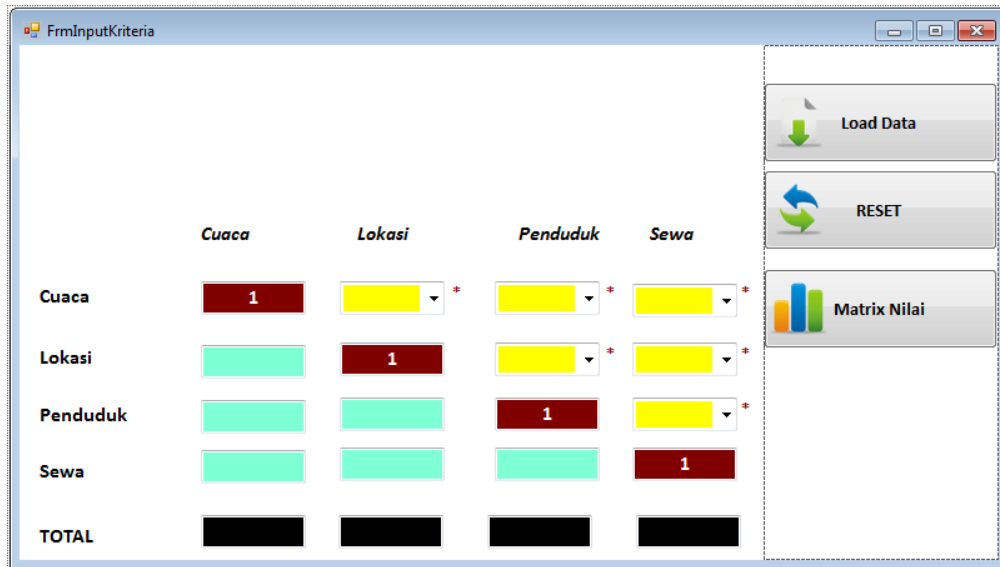 FrmInputKriteria
Load Data
RESET
Matrix Nilai
Cuaca Lokasi Penduduk Sewa
Cuaca 1 * * *
Lokasi 1 * *
Penduduk 1 *
Sewa 1
TOTAL